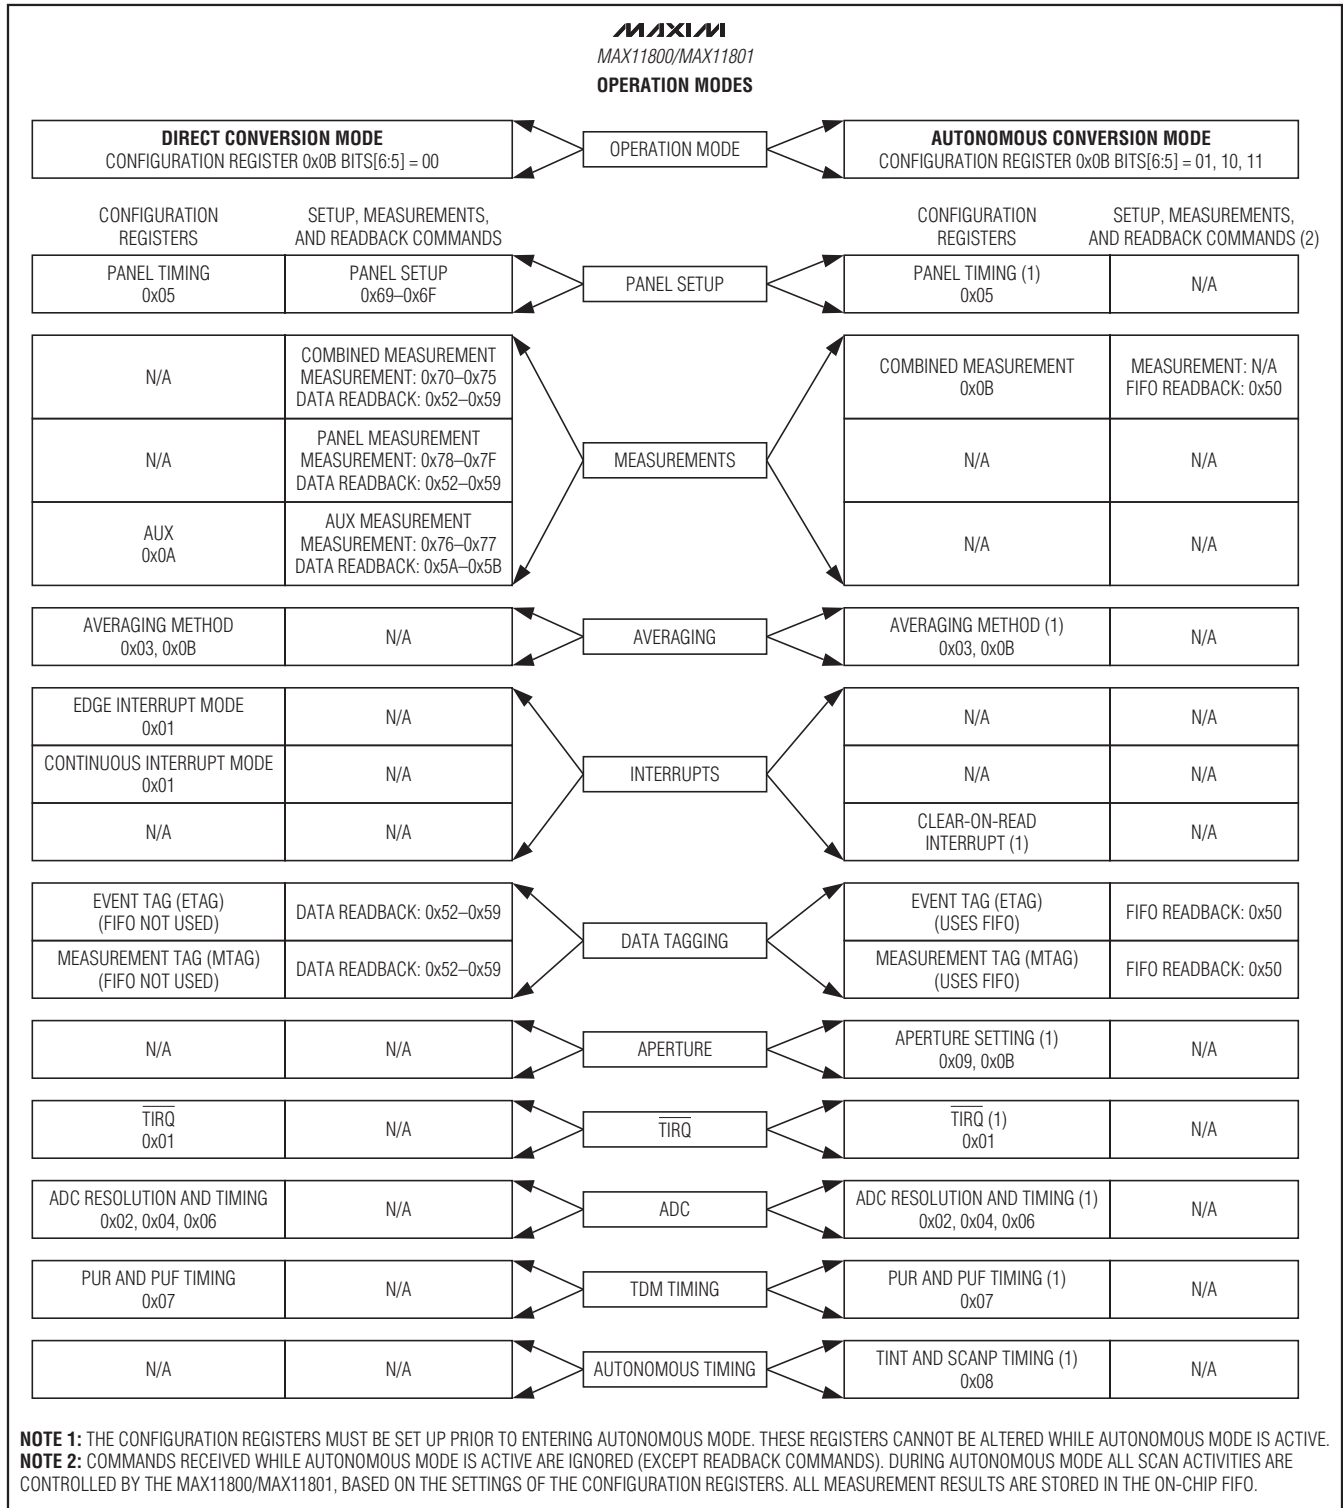 MAXIM
MAX11800/MAX11801
OPERATION MODES
DIRECT CONVERSION MODE
CONFIGURATION REGISTER 0x0B BITS[6:5] = 00
OPERATION MODE
AUTONOMOUS CONVERSION MODE
CONFIGURATION REGISTER 0x0B BITS[6:5] = 01, 10, 11
CONFIGURATION
REGISTERS
SETUP, MEASUREMENTS,
AND READBACK COMMANDS
CONFIGURATION
REGISTERS
SETUP, MEASUREMENTS,
AND READBACK COMMANDS (2)
PANEL TIMING
0x05
PANEL SETUP
0x69–0x6F
PANEL SETUP
PANEL TIMING (1)
0x05
N/A
N/A
COMBINED MEASUREMENT
MEASUREMENT: 0x70–0x75
DATA READBACK: 0x52–0x59
COMBINED MEASUREMENT
0x0B
MEASUREMENT: N/A
FIFO READBACK: 0x50
N/A
PANEL MEASUREMENT
MEASUREMENT: 0x78–0x7F
DATA READBACK: 0x52–0x59
MEASUREMENTS
N/A
N/A
AUX
0x0A
AUX MEASUREMENT
MEASUREMENT: 0x76–0x77
DATA READBACK: 0x5A–0x5B
N/A
N/A
AVERAGING METHOD
0x03, 0x0B
N/A
AVERAGING
AVERAGING METHOD (1)
0x03, 0x0B
N/A
EDGE INTERRUPT MODE
0x01
N/A
N/A
N/A
CONTINUOUS INTERRUPT MODE
0x01
N/A
INTERRUPTS
N/A
N/A
N/A
N/A
CLEAR-ON-READ
INTERRUPT (1)
N/A
EVENT TAG (ETAG)
(FIFO NOT USED)
DATA READBACK: 0x52–0x59
EVENT TAG (ETAG)
(USES FIFO)
FIFO READBACK: 0x50
DATA TAGGING
MEASUREMENT TAG (MTAG)
(FIFO NOT USED)
DATA READBACK: 0x52–0x59
MEASUREMENT TAG (MTAG)
(USES FIFO)
FIFO READBACK: 0x50
N/A
N/A
APERTURE
APERTURE SETTING (1)
0x09, 0x0B
N/A
TIRQ
0x01
N/A
TIRQ
TIRQ (1)
0x01
N/A
ADC RESOLUTION AND TIMING
0x02, 0x04, 0x06
N/A
ADC
ADC RESOLUTION AND TIMING (1)
0x02, 0x04, 0x06
N/A
PUR AND PUF TIMING
0x07
N/A
TDM TIMING
PUR AND PUF TIMING (1)
0x07
N/A
N/A
N/A
AUTONOMOUS TIMING
TINT AND SCANP TIMING (1)
0x08
N/A
NOTE 1: THE CONFIGURATION REGISTERS MUST BE SET UP PRIOR TO ENTERING AUTONOMOUS MODE. THESE REGISTERS CANNOT BE ALTERED WHILE AUTONOMOUS MODE IS ACTIVE.
NOTE 2: COMMANDS RECEIVED WHILE AUTONOMOUS MODE IS ACTIVE ARE IGNORED (EXCEPT READBACK COMMANDS). DURING AUTONOMOUS MODE ALL SCAN ACTIVITIES ARE
CONTROLLED BY THE MAX11800/MAX11801, BASED ON THE SETTINGS OF THE CONFIGURATION REGISTERS. ALL MEASUREMENT RESULTS ARE STORED IN THE ON-CHIP FIFO.